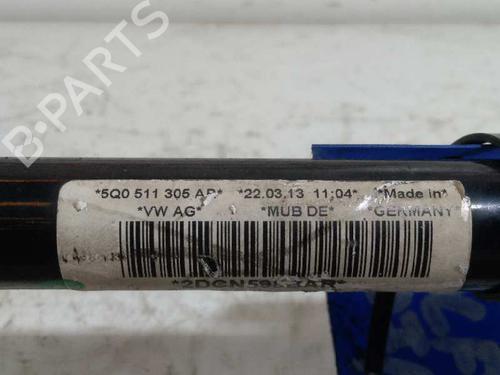 B-PARTS
*5Q0 511 305 AP* *22.03.13 11:04* *Made in*
*VW AG* *MUB DE* GERMANY